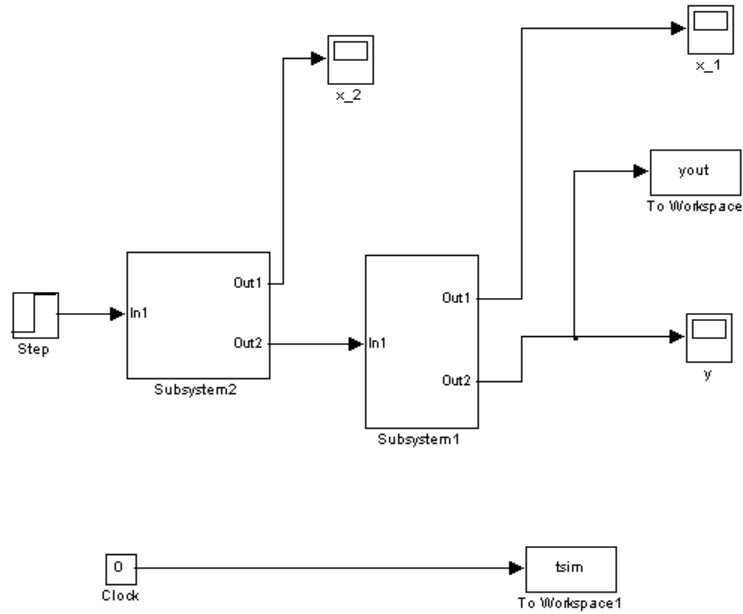 x_2
x_1
yout
To Workspace
Step
In1
Out1
Out2
Subsystem2
In1
Out1
Out2
Subsystem1
y
0
Clock
tsim
To Workspace1